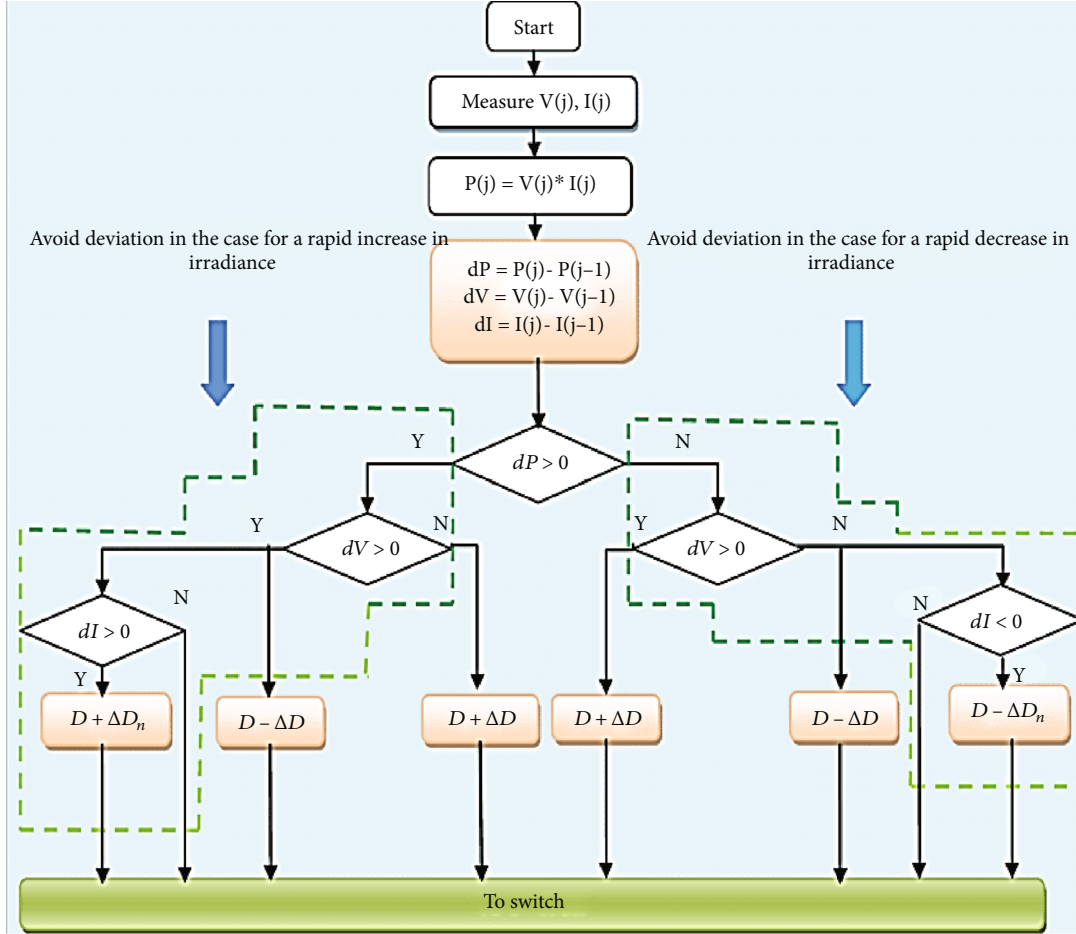 Start
Measure V(j), I(j)
P(j) = V(j)* I(j)
Avoid deviation in the case for a rapid increase in
irradiance
Avoid deviation in the case for a rapid decrease in
irradiance
dP = P(j)- P(j–1)
dV = V(j)- V(j–1)
dI = I(j)- I(j–1)
Y
dP > 0
N
Y
dV > 0
N
Y
dV > 0
N
dI > 0
N
Y
N
dI < 0
Y
D + ΔDₙ
D – ΔD
D + ΔD
D + ΔD
D – ΔD
D – ΔDₙ
To switch